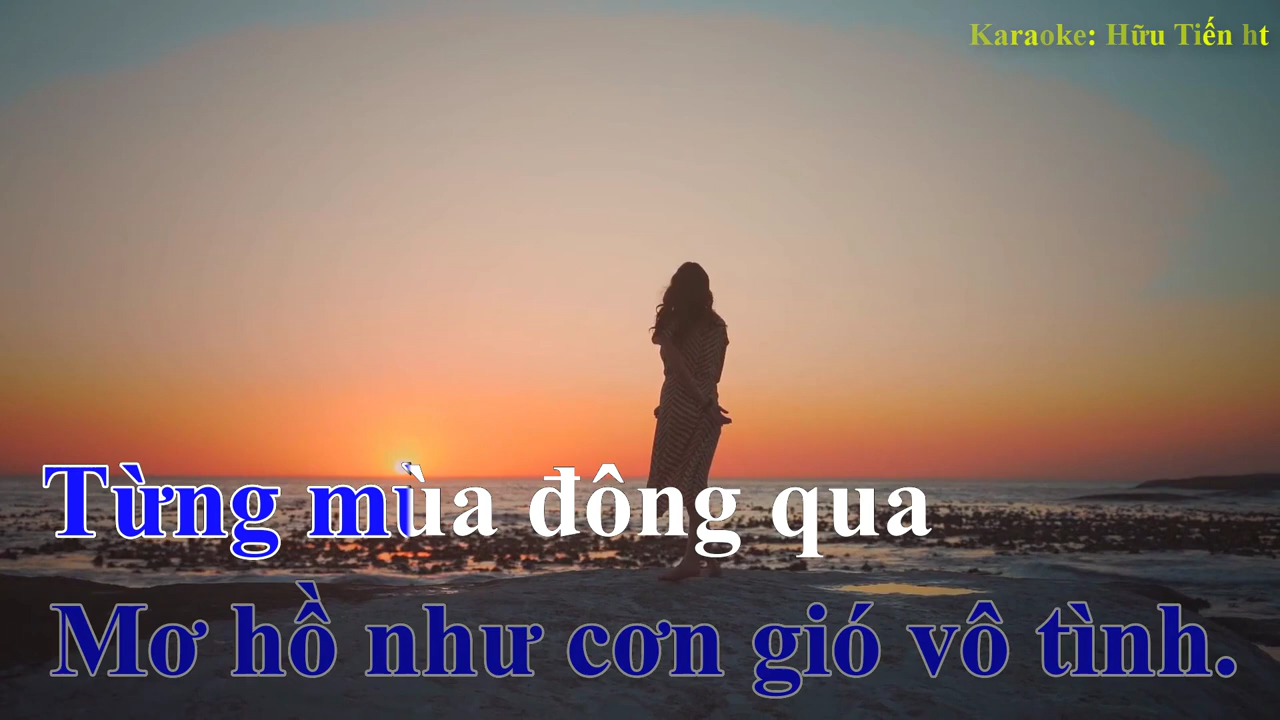 Karaoke: Hữu Tiến ht
Từng mùa đông qua
Mơ hồ như cơn gió vô tình.